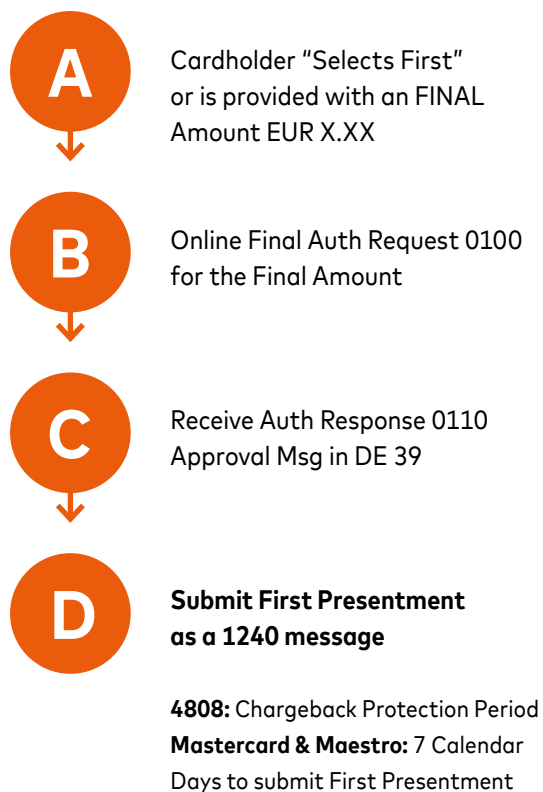 A
Cardholder “Selects First”
or is provided with an FINAL
Amount EUR X.XX
B
Online Final Auth Request 0100
for the Final Amount
C
Receive Auth Response 0110
Approval Msg in DE 39
D
Submit First Presentment
as a 1240 message
4808: Chargeback Protection Period
Mastercard & Maestro: 7 Calendar
Days to submit First Presentment